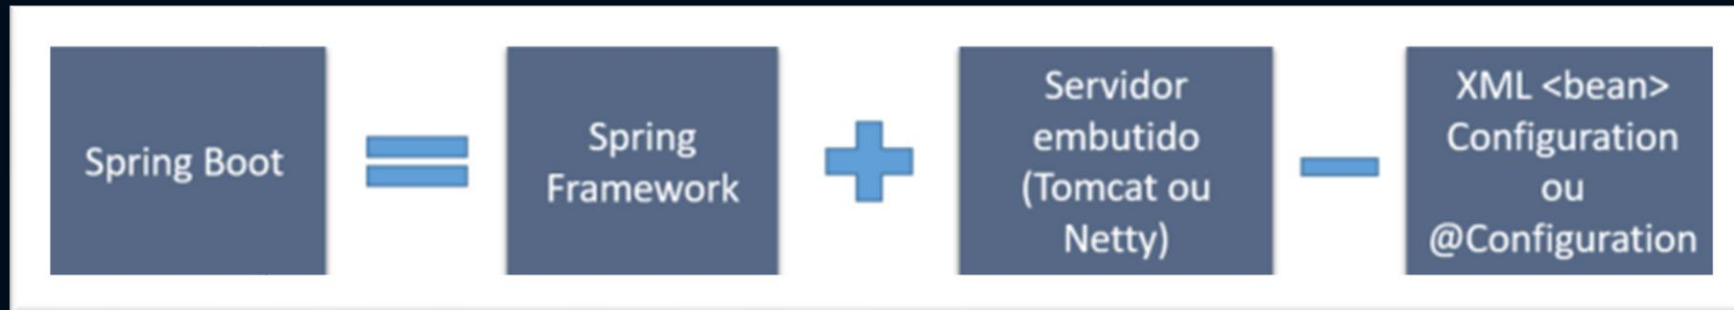 Spring Boot
Spring
Framework
Servidor
embutido
(Tomcat ou
Netty)
XML <bean>
Configuration
ou
@Configuration